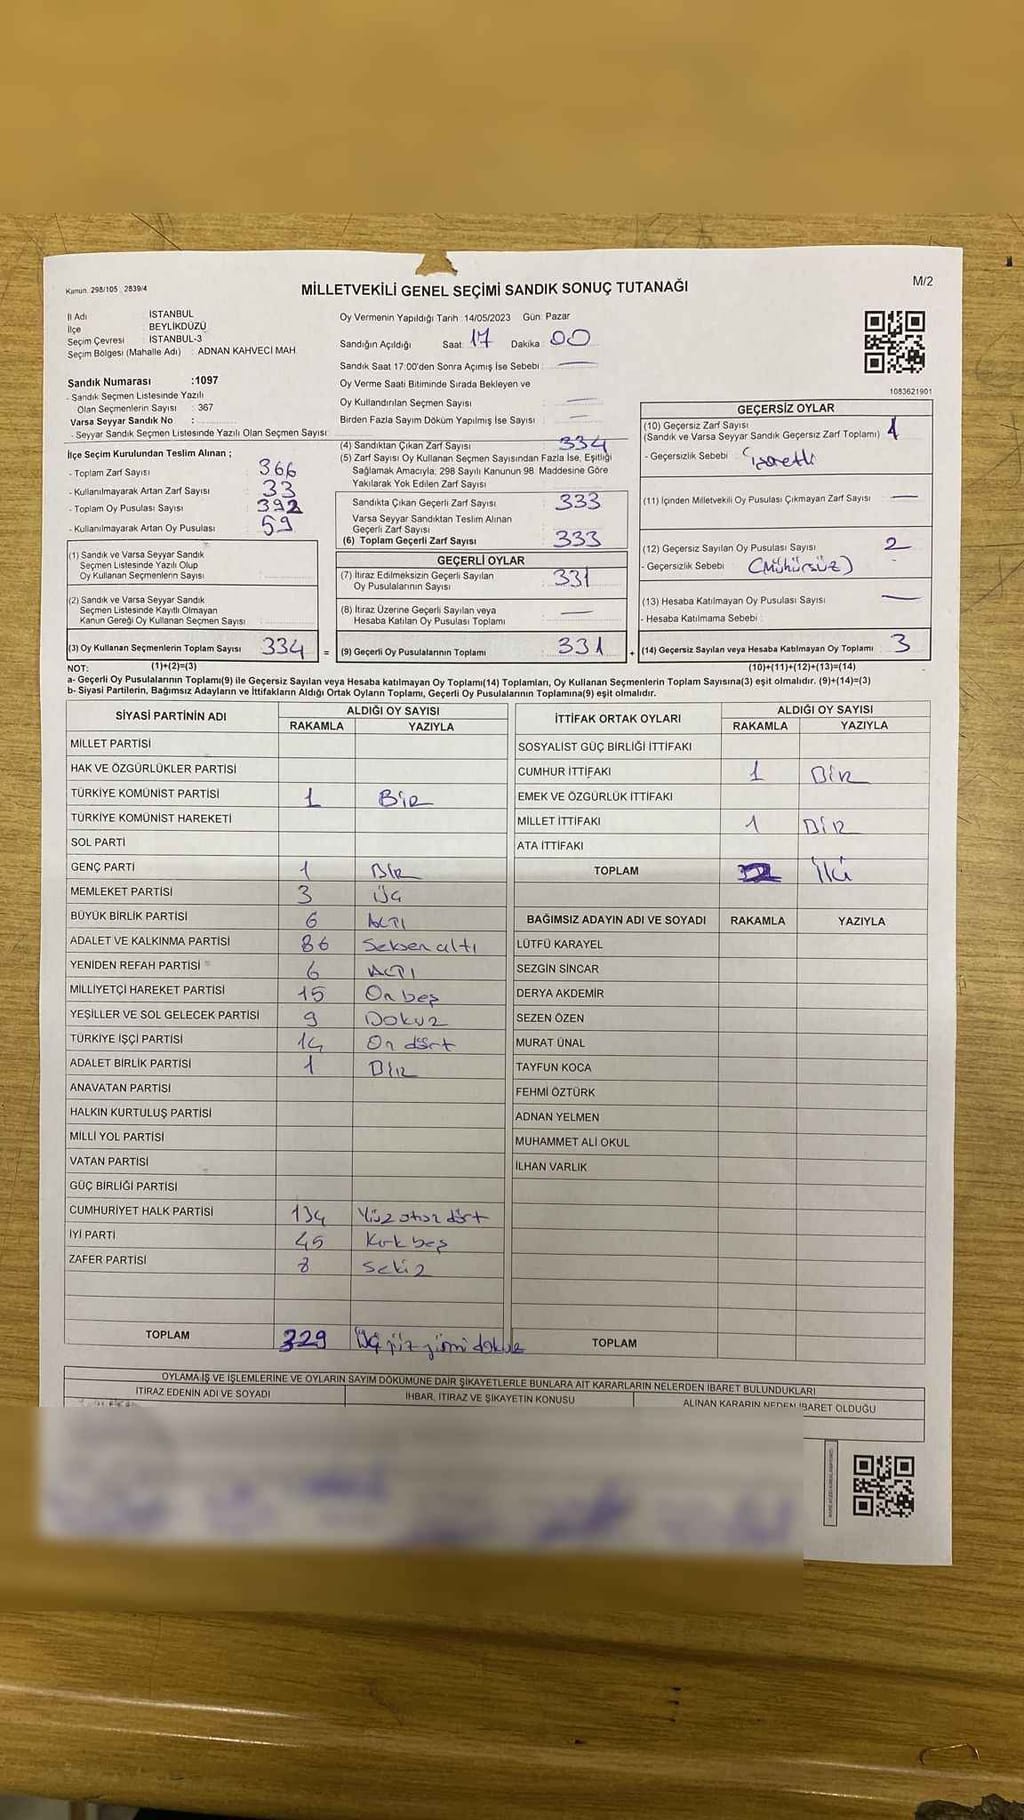 Kanun. 298/105 2839/4
MİLLETVEKİLİ GENEL SEÇİMİ SANDIK SONUÇ TUTANAĞI
M/2
İl Adı İSTANBUL
İlçe BEYLİKDÜZÜ
Seçim Çevresi : İSTANBUL-3
Seçim Bölgesi (Mahalle Adı) : ADNAN KAHVECİ MAH.
Sandık Numarası :1097
- Sandık Seçmen Listesinde Yazılı
Olan Seçmenlerin Sayısı : 367
Varsa Seyyar Sandık No :
- Seyyar Sandık Seçmen Listesinde Yazılı Olan Seçmen Sayısı
Oy Vermenin Yapıldığı Tarih :14/05/2023 Gün: Pazar
Sandığın Açıldığı Saat: 17 Dakika: 00
Sandık Saat 17:00'den Sonra Açımış İse Sebebi : —
Oy Verme Saati Bitiminde Sırada Bekleyen ve
Oy Kullandırılan Seçmen Sayısı —
Birden Fazla Sayım Döküm Yapılmış İse Sayısı —
1083621901
İlçe Seçim Kurulundan Teslim Alınan ;
- Toplam Zarf Sayısı 366
- Kullanılmayarak Artan Zarf Sayısı 33
- Toplam Oy Pusulası Sayısı 392
- Kullanılmayarak Artan Oy Pusulası 59
(1) Sandık ve Varsa Seyyar Sandık
Seçmen Listesinde Yazılı Olup
Oy Kullanan Seçmenlerin Sayısı
(2) Sandık ve Varsa Seyyar Sandık
Seçmen Listesinde Kayıtlı Olmayan
Kanun Gereği Oy Kullanan Seçmen Sayısı
(3) Oy Kullanan Seçmenlerin Toplam Sayısı 334 =
(4) Sandıktan Çıkan Zarf Sayısı 334
(5) Zarf Sayısı Oy Kullanan Seçmen Sayısından Fazla İse, Eşitliği
Sağlamak Amacıyla, 298 Sayılı Kanunun 98. Maddesine Göre
Yakılarak Yok Edilen Zarf Sayısı
Sandıkta Çıkan Geçerli Zarf Sayısı 333
Varsa Seyyar Sandıktan Teslim Alınan
Geçerli Zarf Sayısı
(6) Toplam Geçerli Zarf Sayısı 333
GEÇERLİ OYLAR
(7) İtiraz Edilmeksizin Geçerli Sayılan
Oy Pusulalarının Sayısı 331
(8) İtiraz Üzerine Geçerli Sayılan veya
Hesaba Katılan Oy Pusulası Toplamı —
(9) Geçerli Oy Pusulalarının Toplamı 331 +
GEÇERSİZ OYLAR
(10) Geçersiz Zarf Sayısı
(Sandık ve Varsa Seyyar Sandık Geçersiz Zarf Toplamı) 1
- Geçersizlik Sebebi İşaretli
(11) İçinden Milletvekili Oy Pusulası Çıkmayan Zarf Sayısı —
(12) Geçersiz Sayılan Oy Pusulası Sayısı 2
- Geçersizlik Sebebi (Mühürsüz)
(13) Hesaba Katılmayan Oy Pusulası Sayısı —
- Hesaba Katılmama Sebebi
(14) Geçersiz Sayılan veya Hesaba Katılmayan Oy Toplamı 3
NOT: (1)+(2)=(3) (10)+(11)+(12)+(13)=(14)
a- Geçerli Oy Pusulalarının Toplamı(9) ile Geçersiz Sayılan veya Hesaba katılmayan Oy Toplamı(14) Toplamları, Oy Kullanan Seçmenlerin Toplam Sayısına(3) eşit olmalıdır. (9)+(14)=(3)
b- Siyasi Partilerin, Bağımsız Adayların ve İttifakların Aldığı Ortak Oyların Toplamı, Geçerli Oy Pusulalarının Toplamına(9) eşit olmalıdır.
SİYASİ PARTİNİN ADI ALDIĞI OY SAYISI
RAKAMLA YAZIYLA
MİLLET PARTİSİ
HAK VE ÖZGÜRLÜKLER PARTİSİ
TÜRKİYE KOMÜNİST PARTİSİ 1 Bir
TÜRKİYE KOMÜNİST HAREKETİ
SOL PARTİ
GENÇ PARTİ 1 Bir
MEMLEKET PARTİSİ 3 Üç
BÜYÜK BİRLİK PARTİSİ 6 Altı
ADALET VE KALKINMA PARTİSİ 86 Seksen altı
YENİDEN REFAH PARTİSİ 6 Altı
MİLLİYETÇİ HAREKET PARTİSİ 15 On beş
YEŞİLLER VE SOL GELECEK PARTİSİ 9 Dokuz
TÜRKİYE İŞÇİ PARTİSİ 14 On dört
ADALET BİRLİK PARTİSİ 1 Bir
ANAVATAN PARTİSİ
HALKIN KURTULUŞ PARTİSİ
MİLLİ YOL PARTİSİ
VATAN PARTİSİ
GÜÇ BİRLİĞİ PARTİSİ
CUMHURİYET HALK PARTİSİ 134 Yüz otuz dört
İYİ PARTİ 45 Kırk beş
ZAFER PARTİSİ 8 Sekiz
TOPLAM 329 Üç yüz yirmi dokuz
İTTİFAK ORTAK OYLARI ALDIĞI OY SAYISI
RAKAMLA YAZIYLA
SOSYALİST GÜÇ BİRLİĞİ İTTİFAKI
CUMHUR İTTİFAKI 1 Bir
EMEK VE ÖZGÜRLÜK İTTİFAKI
MİLLET İTTİFAKI 1 Bir
ATA İTTİFAKI
TOPLAM 2 İki
BAĞIMSIZ ADAYIN ADI VE SOYADI RAKAMLA YAZIYLA
LÜTFÜ KARAYEL
SEZGİN SİNCAR
DERYA AKDEMİR
SEZEN ÖZEN
MURAT ÜNAL
TAYFUN KOCA
FEHMİ ÖZTÜRK
ADNAN YELMEN
MUHAMMET ALİ OKUL
İLHAN VARLIK
TOPLAM
OYLAMA İŞ VE İŞLEMLERİNE VE OYLARIN SAYIM DÖKÜMÜNE DAİR ŞİKAYETLERLE BUNLARA AİT KARARLARIN NELERDEN İBARET BULUNDUKLARI
İTİRAZ EDENİN ADI VE SOYADI İHBAR, İTİRAZ VE ŞİKAYETİN KONUSU ALINAN KARARIN NEDEN İBARET OLDUĞU